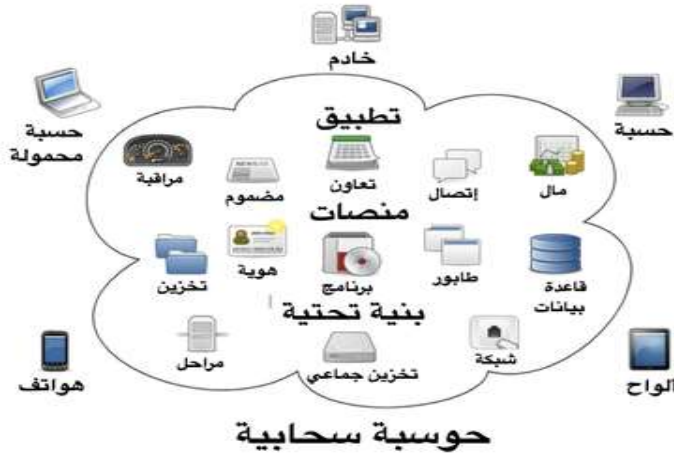 خادم
حسبة
حسبة
محمولة
تطبيق
مال
إتصال
تعاون
مضموم
مراقبة
منصات
قاعدة
بيانات
طابور
برنامج
هوية
تخزين
بنية تحتية
شبكة
تخزين جماعي
مراحل
الواح
هواتف
حوسبة سحابية